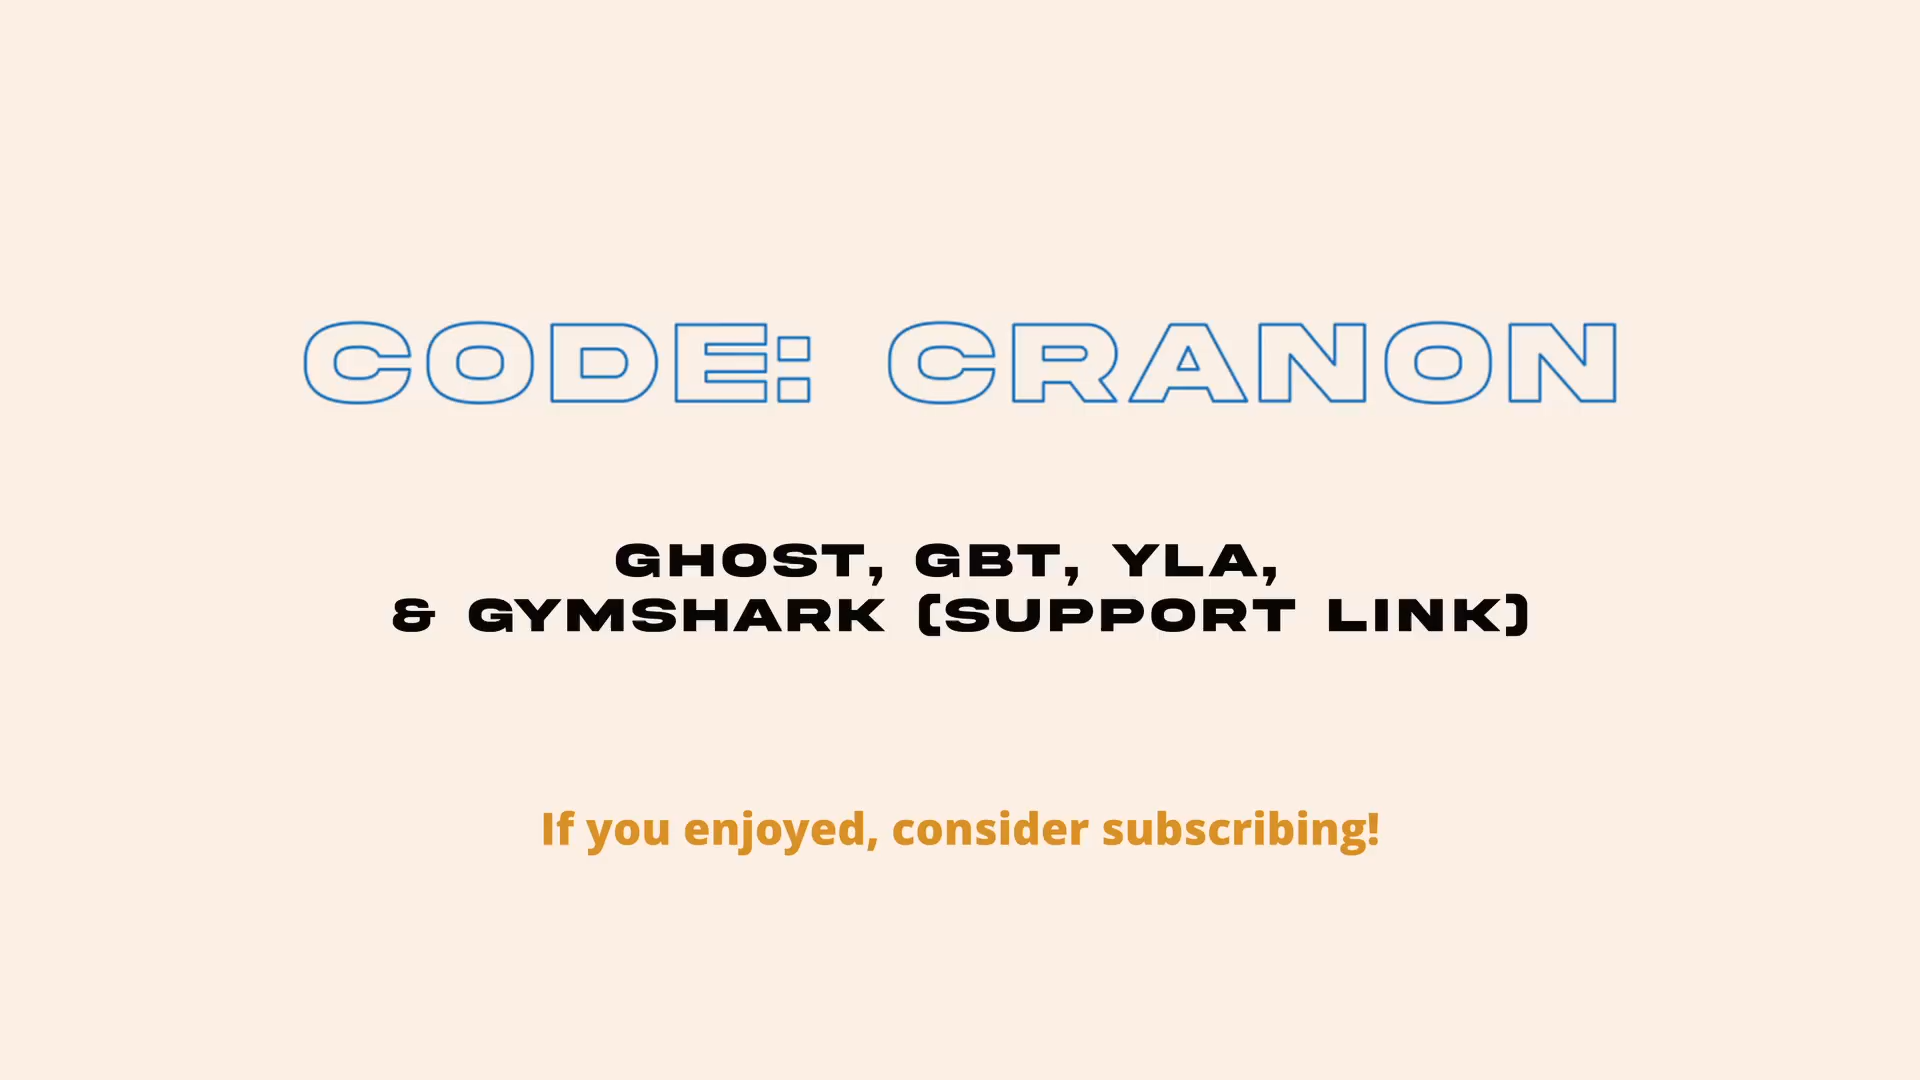 CODE: CRANON
GHOST, GBT, YLA,
& GYMSHARK (SUPPORT LINK)
If you enjoyed, consider subscribing!